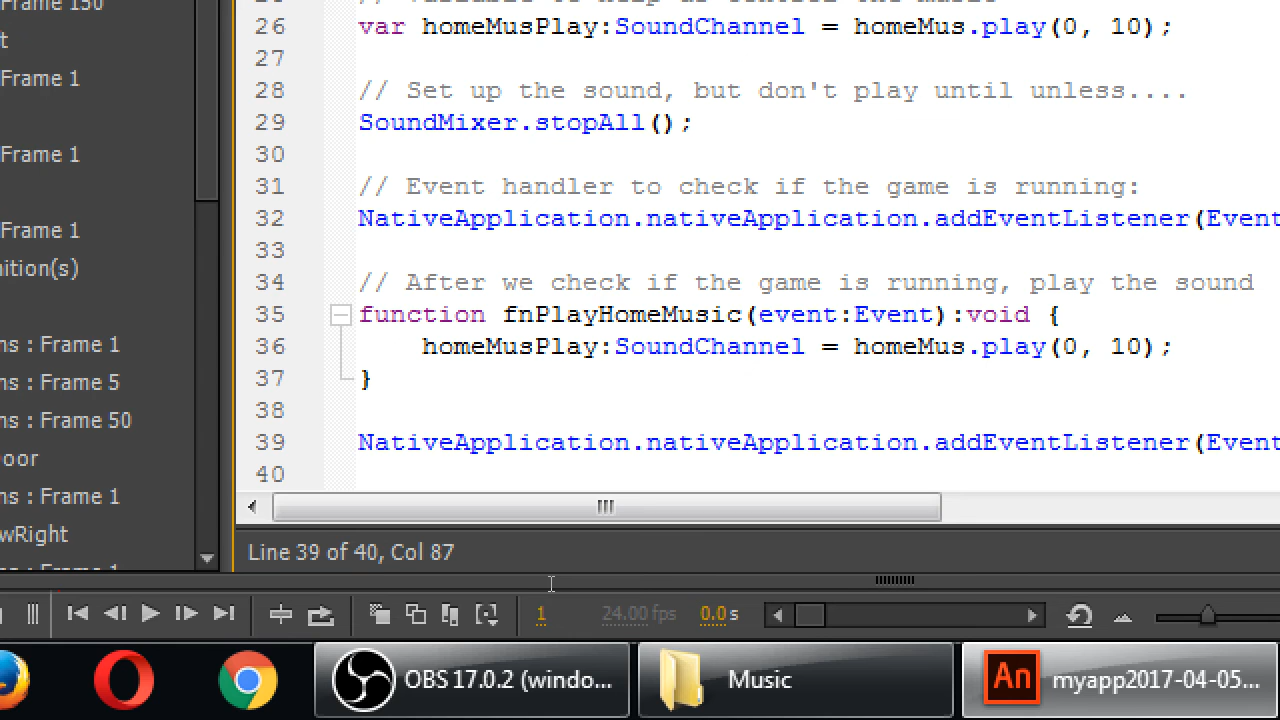 Frame 150
t
Frame 1
Frame 1
Frame 1
ition(s)
ns : Frame 1
ns : Frame 5
ns : Frame 50
oor
ns : Frame 1
wRight
26 var homeMusPlay:SoundChannel = homeMus.play(0, 10);
27
28 // Set up the sound, but don't play until unless....
29 SoundMixer.stopAll();
30
31 // Event handler to check if the game is running:
32 NativeApplication.nativeApplication.addEventListener(Event
33
34 // After we check if the game is running, play the sound
35 function fnPlayHomeMusic(event:Event):void {
36 homeMusPlay:SoundChannel = homeMus.play(0, 10);
37 }
38
39 NativeApplication.nativeApplication.addEventListener(Event
40
Line 39 of 40, Col 87
1 24.00 fps 0.0 s
OBS 17.0.2 (windo... Music An myapp2017-04-05...